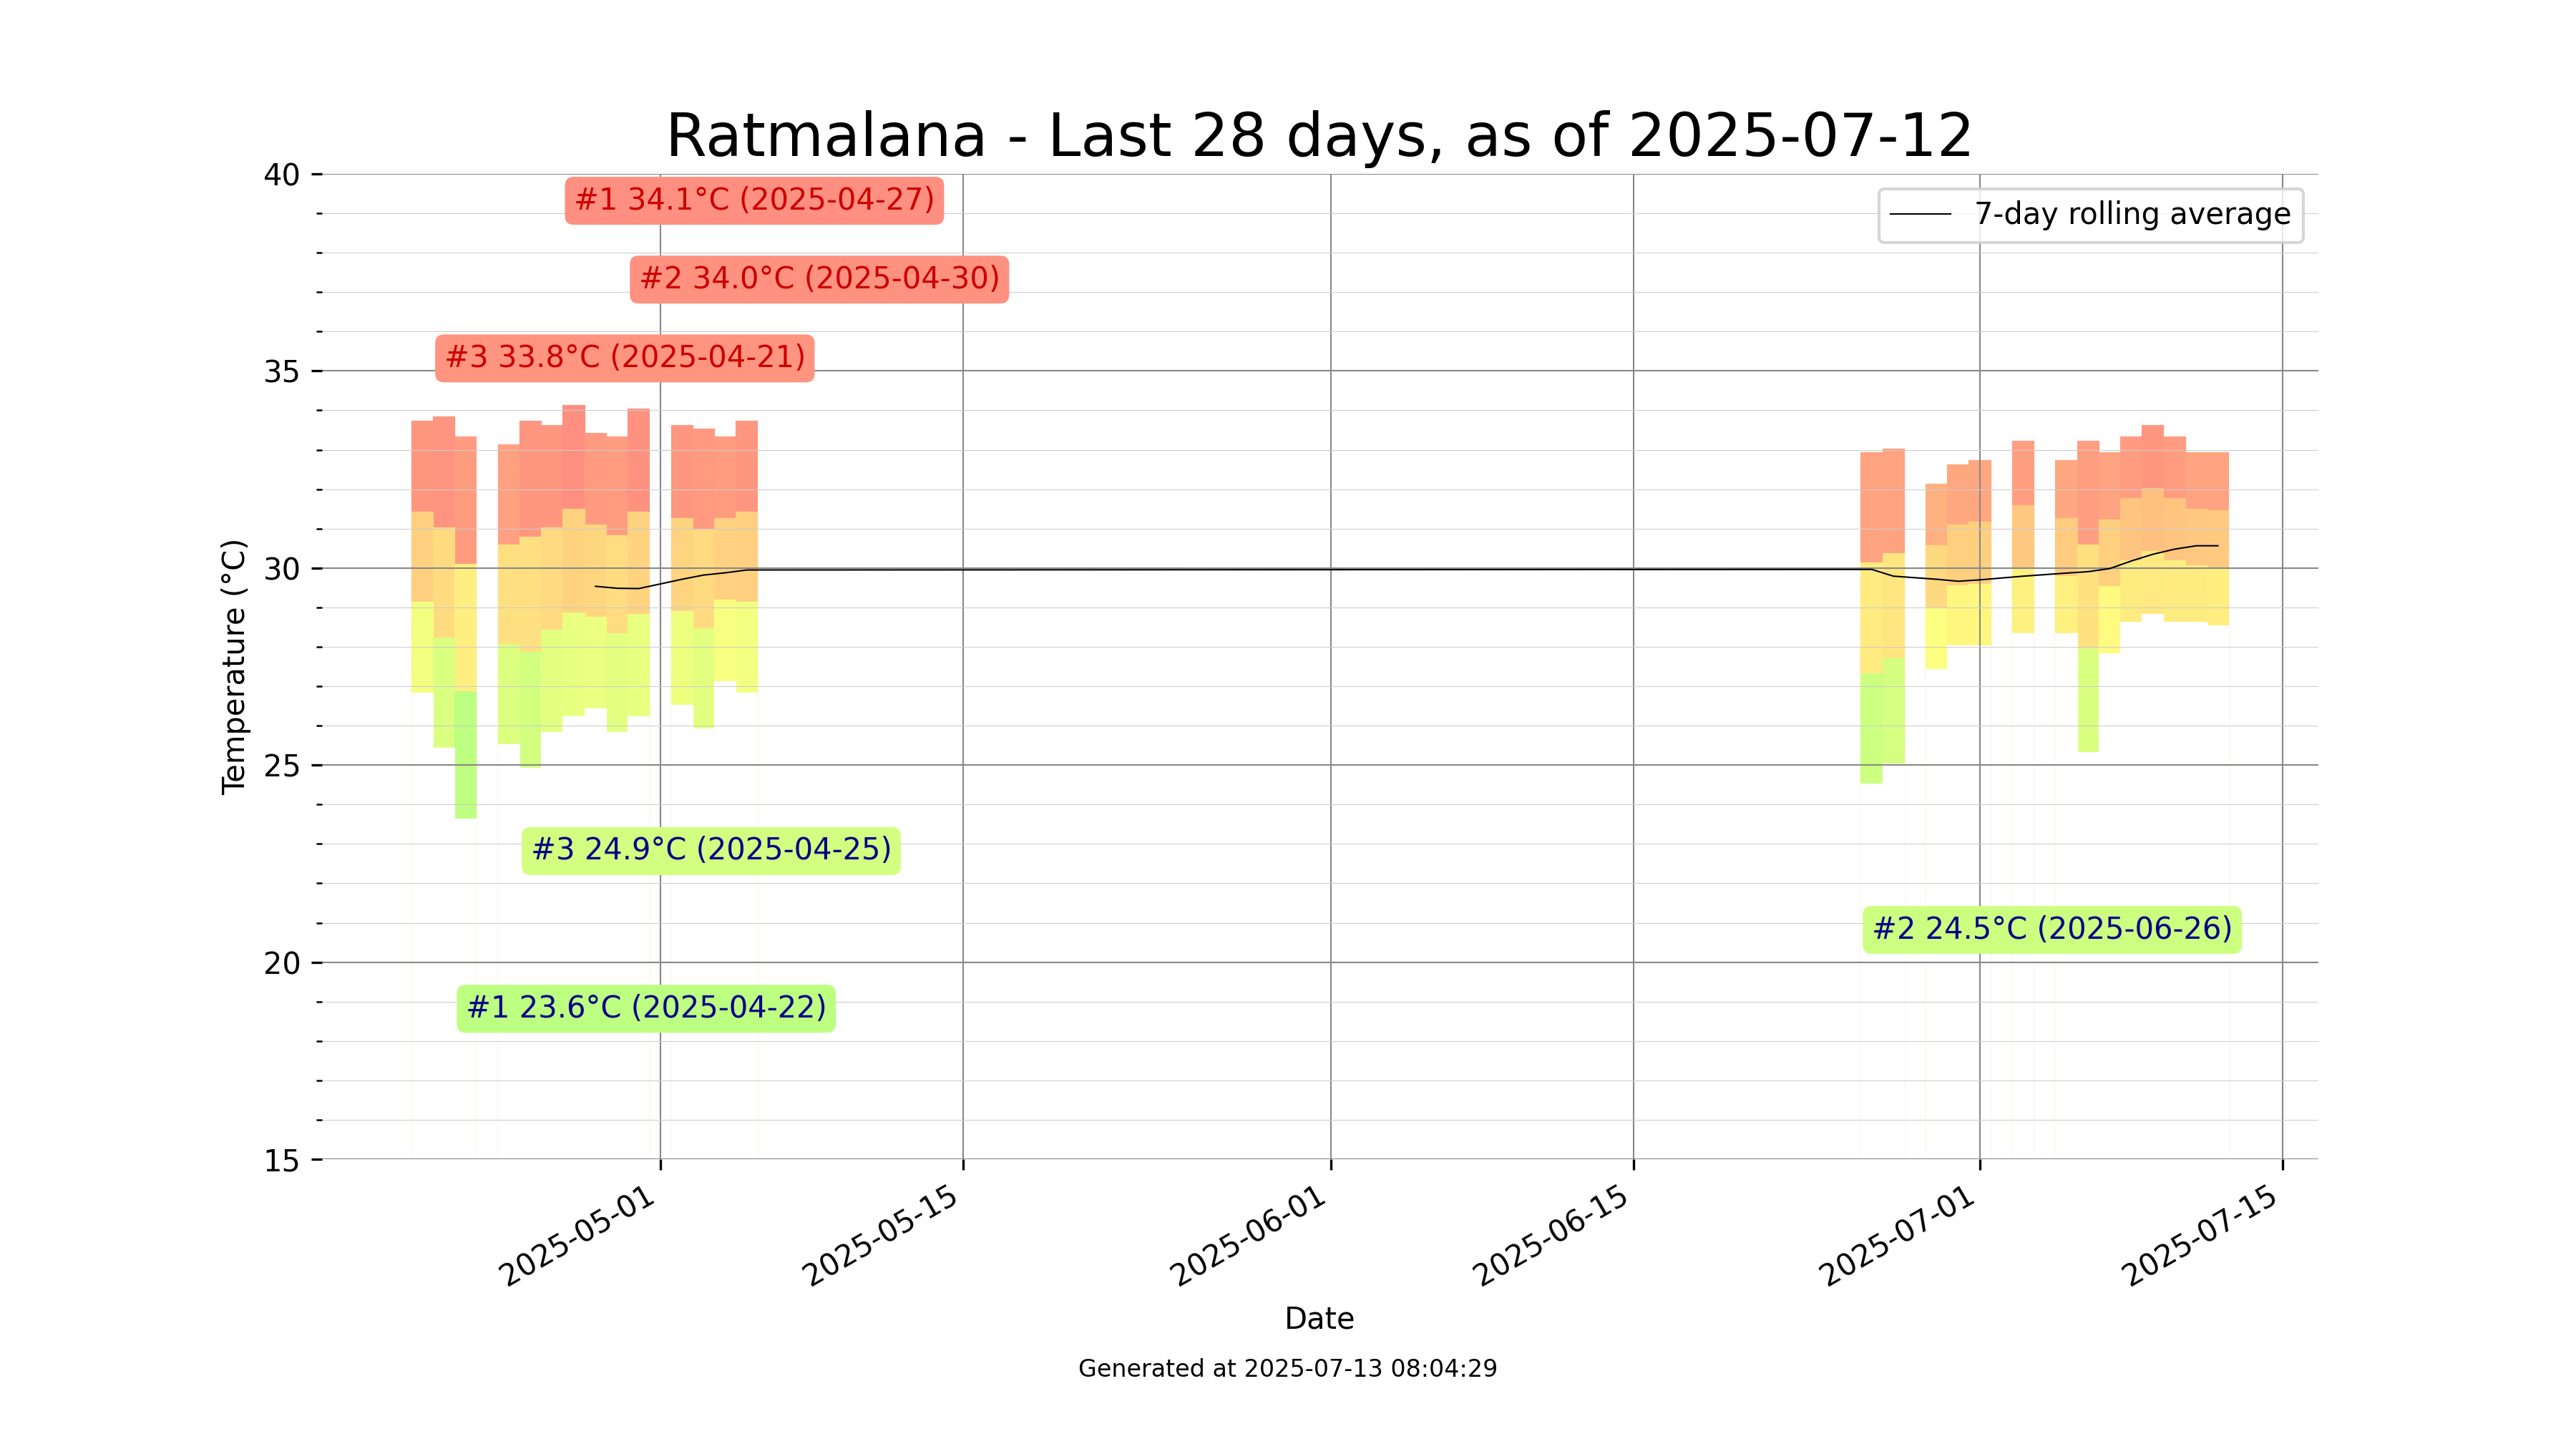 Ratmalana - Last 28 days, as of 2025-07-12
40
#1 34.1°C (2025-04-27)
7-day rolling average
#2 34.0°C (2025-04-30)
#3 33.8°C (2025-04-21)
35
30
Temperature (°C)
25
#3 24.9°C (2025-04-25)
#2 24.5°C (2025-06-26)
20
#1 23.6°C (2025-04-22)
15
2025-05-01
2025-05-15
2025-06-01
2025-06-15
2025-07-01
2025-07-15
Date
Generated at 2025-07-13 08:04:29